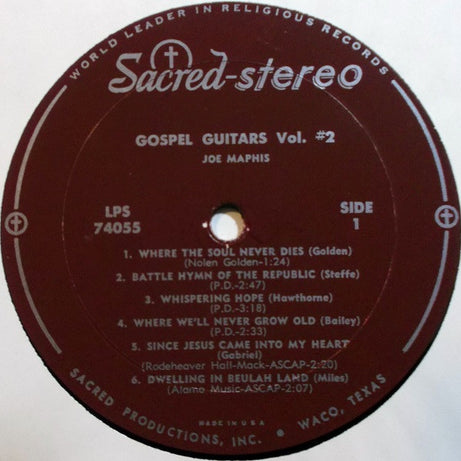 WORLD LEADER IN RELIGIOUS RECORDS
Sacred-stereo
GOSPEL GUITARS Vol. #2
JOE MAPHIS
LPS
74055
SIDE
1
1. WHERE THE SOUL NEVER DIES (Golden)
(Nolen Golden-1:24)
2. BATTLE HYMN OF THE REPUBLIC (Steffe)
(P.D.-2:47)
3. WHISPERING HOPE (Hawthorne)
(P.D.-3:18)
4. WHERE WE'LL NEVER GROW OLD (Bailey)
(P.D.-2:33)
5. SINCE JESUS CAME INTO MY HEART
(Gabriel)
(Rodeheaver Hall-Mack-ASCAP-2:20)
6. DWELLING IN BEULAH LAND (Miles)
(Alamo Music-ASCAP-2:07)
MADE IN U S A
SACRED PRODUCTIONS, INC. • WACO, TEXAS